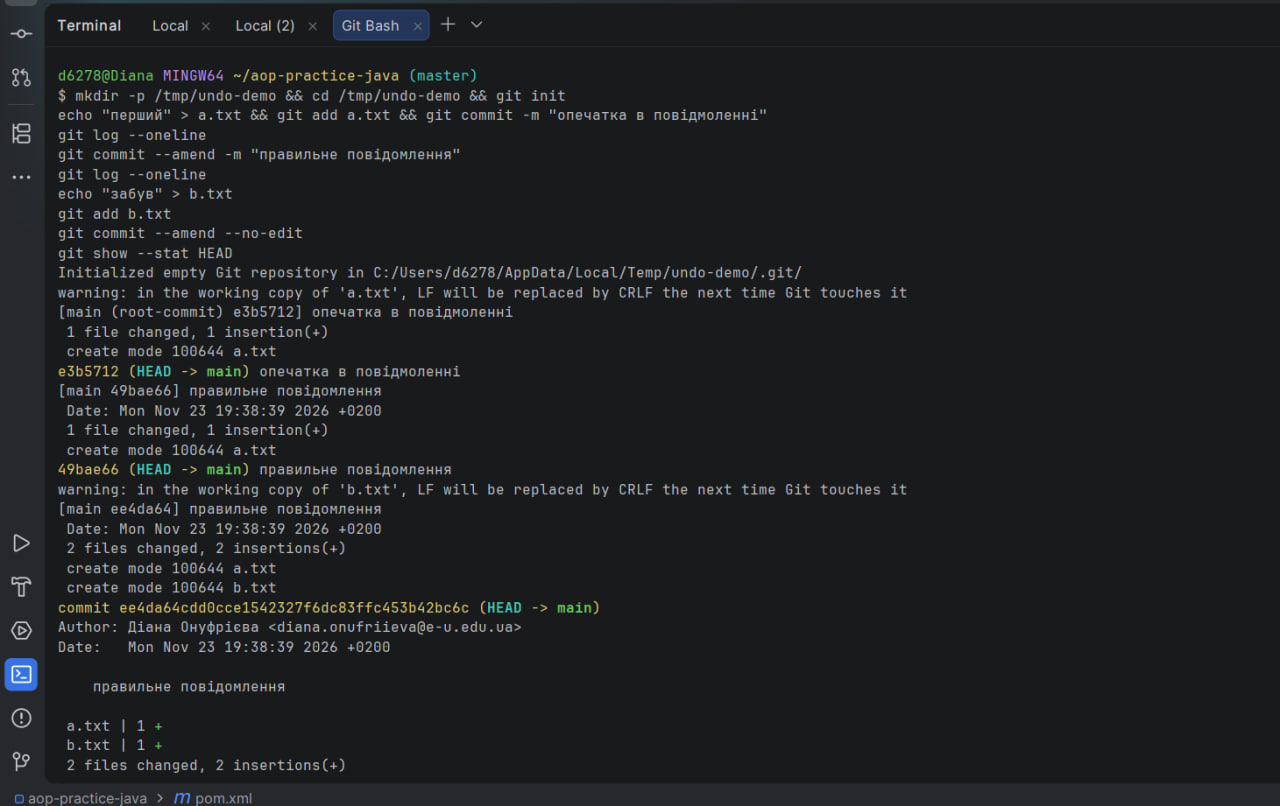 Terminal Local × Local (2) × Git Bash ×
d6278@Diana MINGW64 ~/aop-practice-java (master)
$ mkdir -p /tmp/undo-demo && cd /tmp/undo-demo && git init
echo "перший" > a.txt && git add a.txt && git commit -m "опечатка в повідмоленні"
git log --oneline
git commit --amend -m "правильне повідомлення"
git log --oneline
echo "забув" > b.txt
git add b.txt
git commit --amend --no-edit
git show --stat HEAD
Initialized empty Git repository in C:/Users/d6278/AppData/Local/Temp/undo-demo/.git/
warning: in the working copy of 'a.txt', LF will be replaced by CRLF the next time Git touches it
[main (root-commit) e3b5712] опечатка в повідмоленні
 1 file changed, 1 insertion(+)
 create mode 100644 a.txt
e3b5712 (HEAD -> main) опечатка в повідмоленні
[main 49bae66] правильне повідомлення
 Date: Mon Nov 23 19:38:39 2026 +0200
 1 file changed, 1 insertion(+)
 create mode 100644 a.txt
49bae66 (HEAD -> main) правильне повідомлення
warning: in the working copy of 'b.txt', LF will be replaced by CRLF the next time Git touches it
[main ee4da64] правильне повідомлення
 Date: Mon Nov 23 19:38:39 2026 +0200
 2 files changed, 2 insertions(+)
 create mode 100644 a.txt
 create mode 100644 b.txt
commit ee4da64cdd0cce1542327f6dc83ffc453b42bc6c (HEAD -> main)
Author: Діана Онуфрієва <diana.onufriieva@e-u.edu.ua>
Date:   Mon Nov 23 19:38:39 2026 +0200
    правильне повідомлення
 a.txt | 1 +
 b.txt | 1 +
 2 files changed, 2 insertions(+)
aop-practice-java > m pom.xml